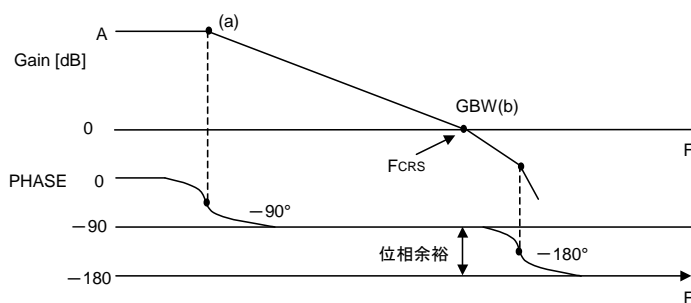 A
(a)
Gain [dB]
GBW(b)
0
FCRS
F
PHASE
0
－90°
－90
位相余裕
－180°
－180
F